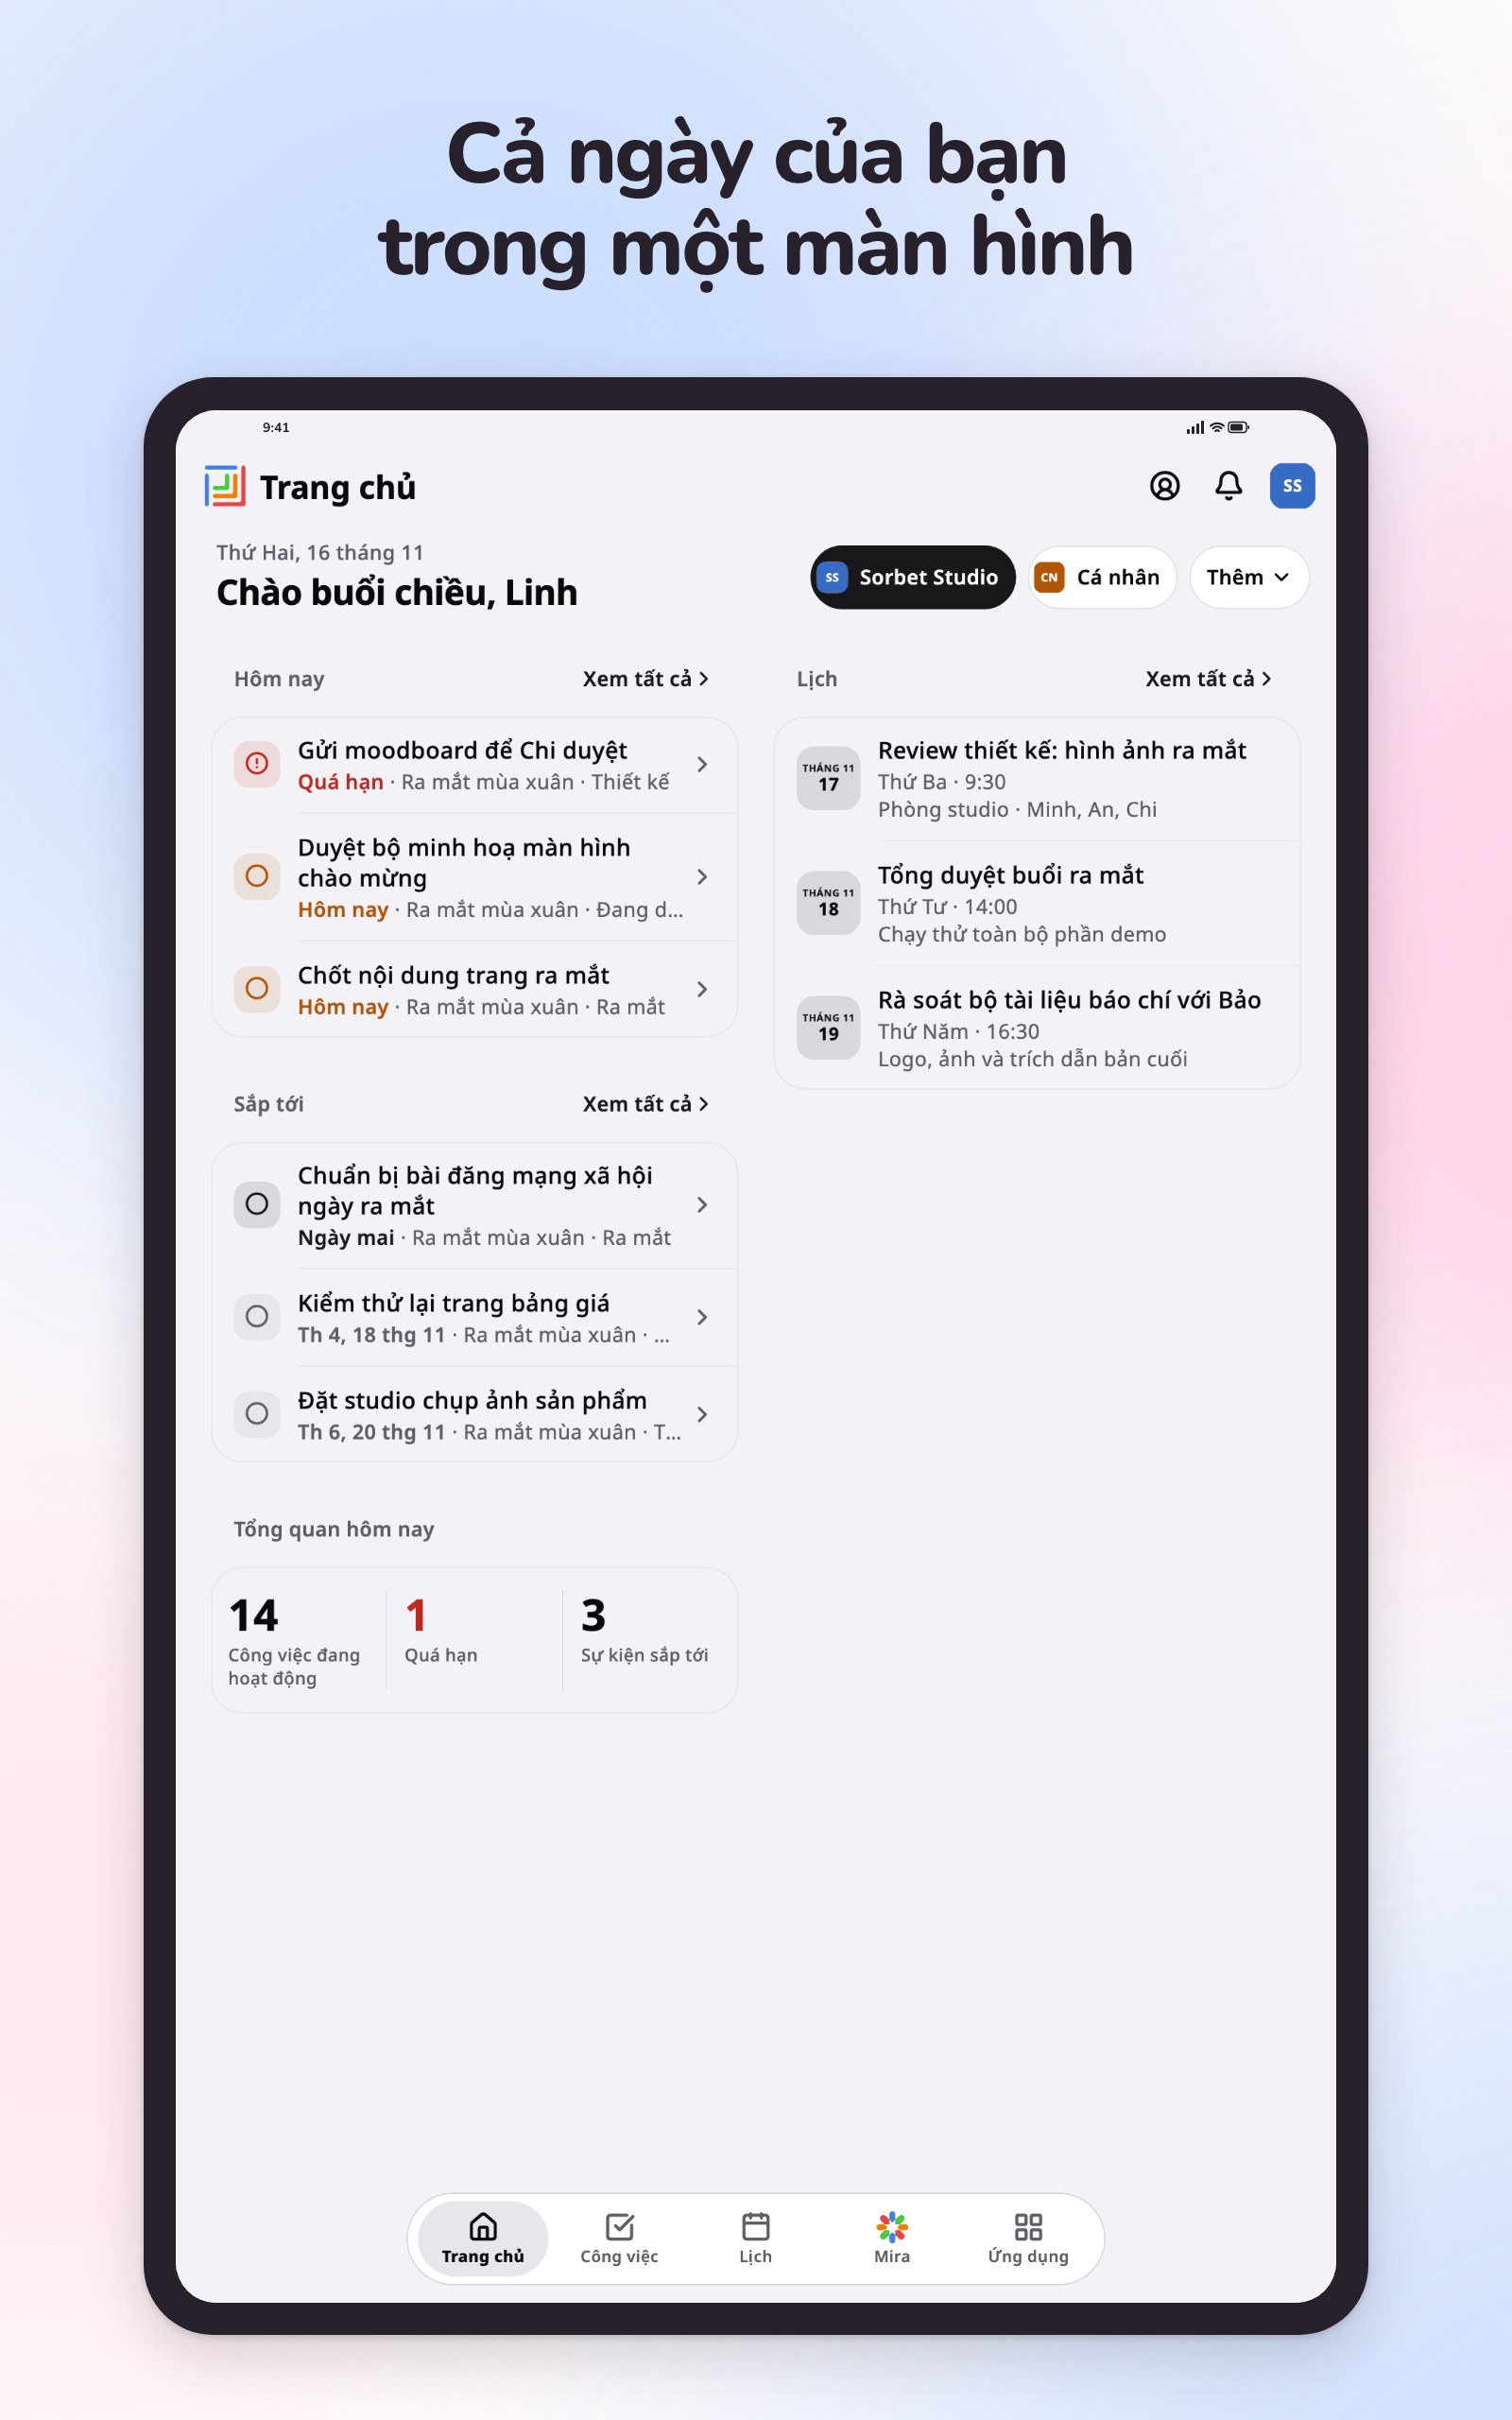 Cả ngày của bạn
trong một màn hình
9:41
Trang chủ
SS
Thứ Hai, 16 tháng 11
Chào buổi chiều, Linh
SS Sorbet Studio
CN Cá nhân
Thêm
Hôm nay
Xem tất cả
Gửi moodboard để Chi duyệt
Quá hạn · Ra mắt mùa xuân · Thiết kế
Duyệt bộ minh hoạ màn hình
chào mừng
Hôm nay · Ra mắt mùa xuân · Đang d...
Chốt nội dung trang ra mắt
Hôm nay · Ra mắt mùa xuân · Ra mắt
Lịch
Xem tất cả
THÁNG 11
17
Review thiết kế: hình ảnh ra mắt
Thứ Ba · 9:30
Phòng studio · Minh, An, Chi
THÁNG 11
18
Tổng duyệt buổi ra mắt
Thứ Tư · 14:00
Chạy thử toàn bộ phần demo
THÁNG 11
19
Rà soát bộ tài liệu báo chí với Bảo
Thứ Năm · 16:30
Logo, ảnh và trích dẫn bản cuối
Sắp tới
Xem tất cả
Chuẩn bị bài đăng mạng xã hội
ngày ra mắt
Ngày mai · Ra mắt mùa xuân · Ra mắt
Kiểm thử lại trang bảng giá
Th 4, 18 thg 11 · Ra mắt mùa xuân · ...
Đặt studio chụp ảnh sản phẩm
Th 6, 20 thg 11 · Ra mắt mùa xuân · T...
Tổng quan hôm nay
14
Công việc đang
hoạt động
1
Quá hạn
3
Sự kiện sắp tới
Trang chủ
Công việc
Lịch
Mira
Ứng dụng